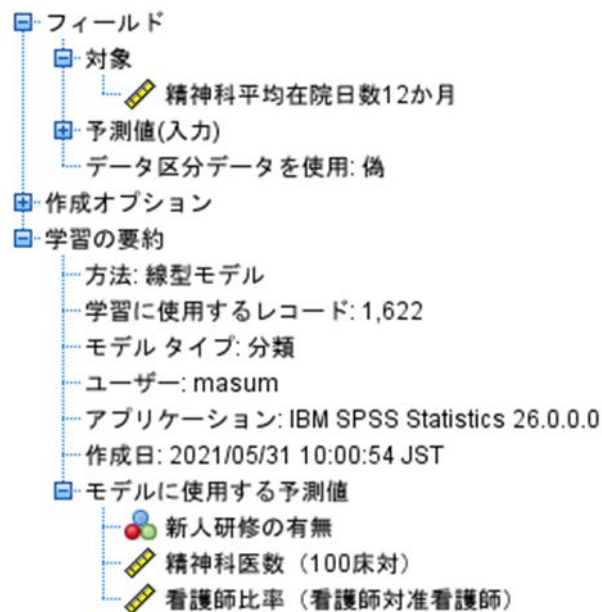 フィールド
対象
精神科平均在院日数12か月
予測値(入力)
データ区分データを使用: 偽
作成オプション
学習の要約
方法: 線型モデル
学習に使用するレコード: 1,622
モデル タイプ: 分類
ユーザー: masum
アプリケーション: IBM SPSS Statistics 26.0.0.0
作成日: 2021/05/31 10:00:54 JST
モデルに使用する予測値
新人研修の有無
精神科医数（100床対）
看護師比率（看護師対准看護師）